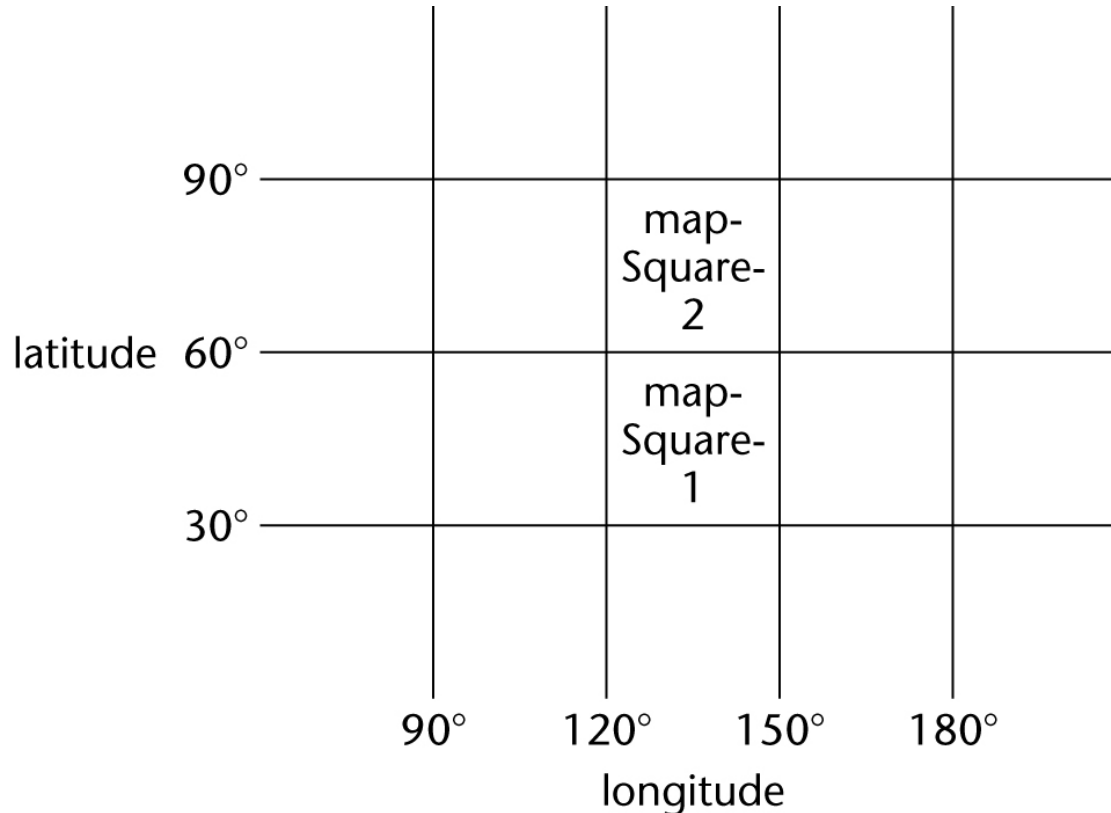 90°
map-
Square-
2
latitude 60°
map-
Square-
1
30°
90° 120° 150° 180°
longitude